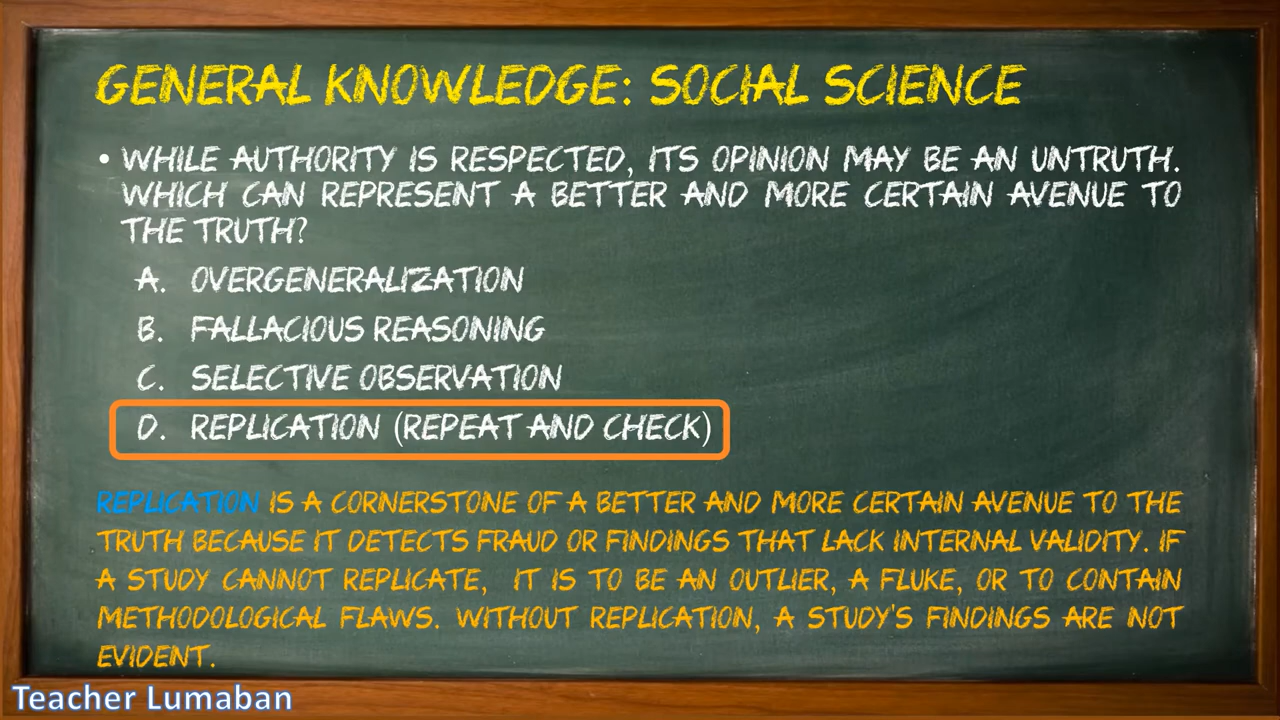 GENERAL KNOWLEDGE: SOCIAL SCIENCE
• WHILE AUTHORITY IS RESPECTED, ITS OPINION MAY BE AN UNTRUTH.
WHICH CAN REPRESENT A BETTER AND MORE CERTAIN AVENUE TO
THE TRUTH?
A. OVERGENERALIZATION
B. FALLACIOUS REASONING
C. SELECTIVE OBSERVATION
D. REPLICATION (REPEAT AND CHECK)
REPLICATION IS A CORNERSTONE OF A BETTER AND MORE CERTAIN AVENUE TO THE
TRUTH BECAUSE IT DETECTS FRAUD OR FINDINGS THAT LACK INTERNAL VALIDITY. IF
A STUDY CANNOT REPLICATE, IT IS TO BE AN OUTLIER, A FLUKE, OR TO CONTAIN
METHODOLOGICAL FLAWS. WITHOUT REPLICATION, A STUDY'S FINDINGS ARE NOT
EVIDENT.
Teacher Lumaban